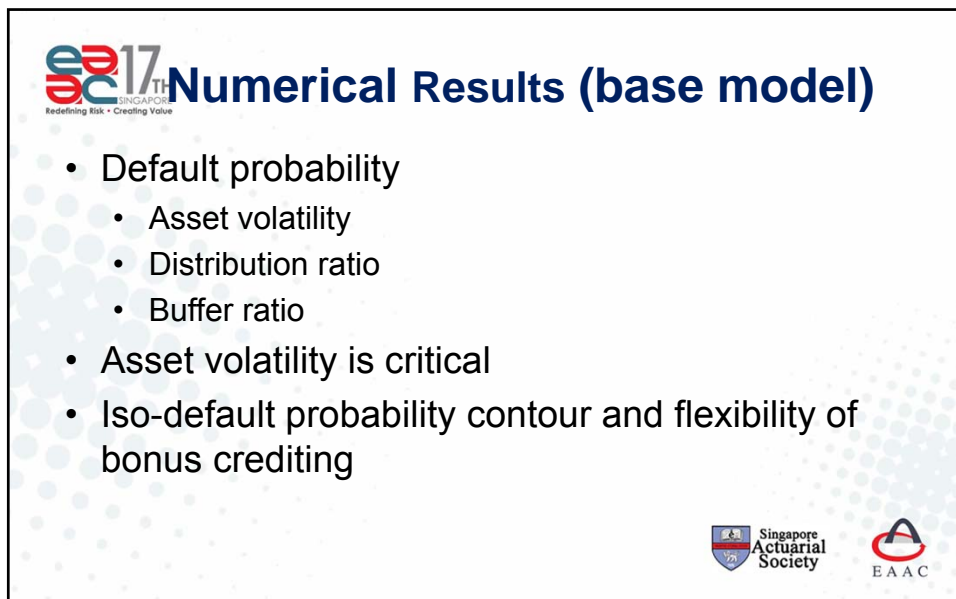 eaac 17TH
SINGAPORE
Redefining Risk • Creating Value
Numerical Results (base model)
• Default probability
• Asset volatility
• Distribution ratio
• Buffer ratio
• Asset volatility is critical
• Iso-default probability contour and flexibility of
bonus crediting
Singapore
Actuarial
Society
EAAC